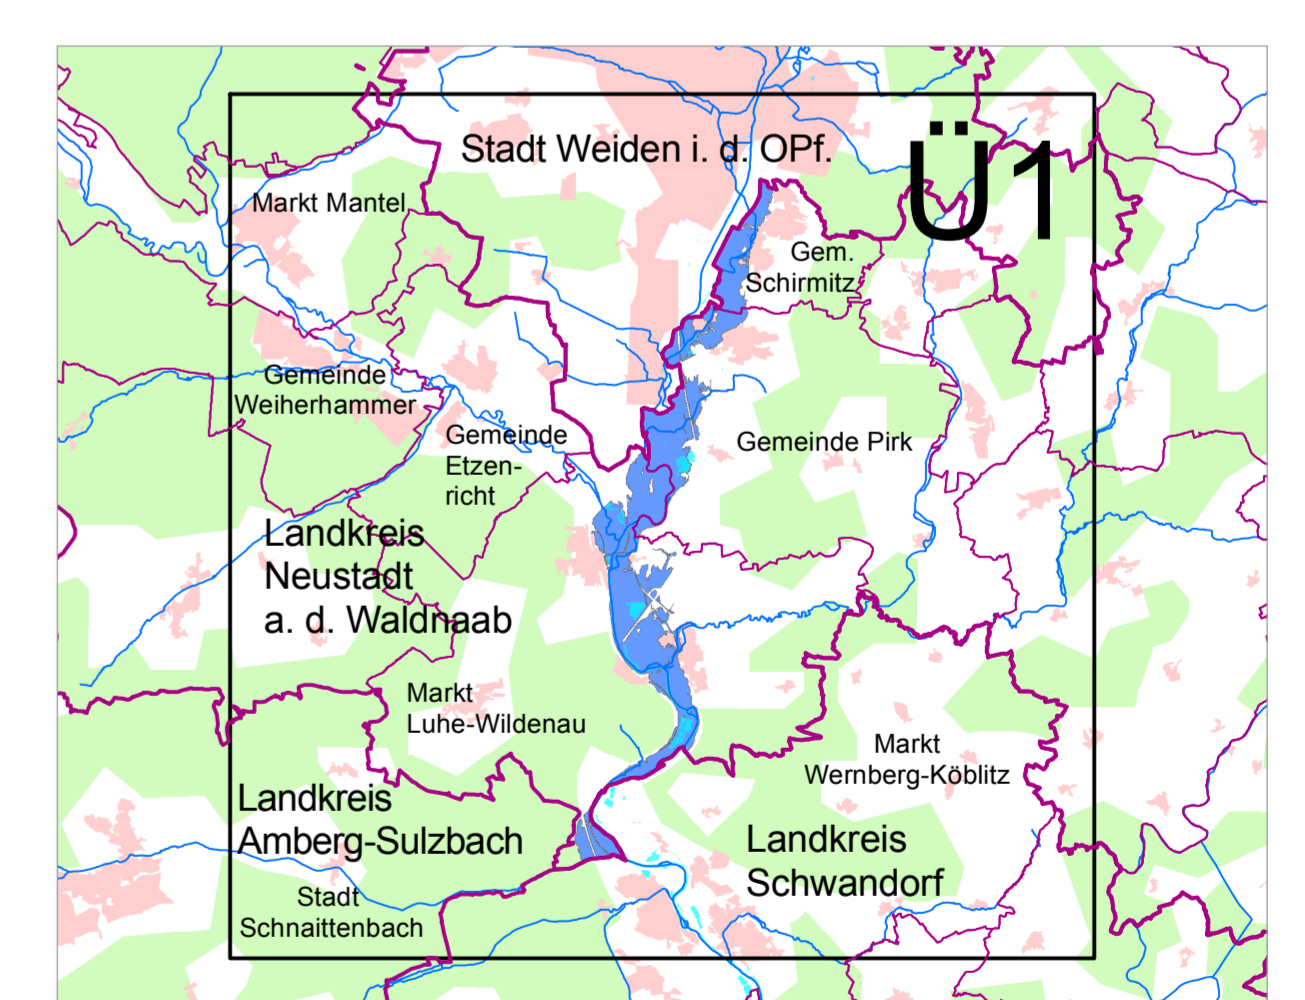 Stadt Weiden i. d. OPf.
Ü1
Markt Mantel
Gem.
Schirmitz
Gemeinde
Weiherhammer
Gemeinde
Etzen-
richt
Gemeinde Pirk
Landkreis
Neustadt
a. d. Waldnaab
Markt
Luhe-Wildenau
Markt
Wernberg-Köblitz
Landkreis
Amberg-Sulzbach
Landkreis
Schwandorf
Stadt
Schnaittenbach